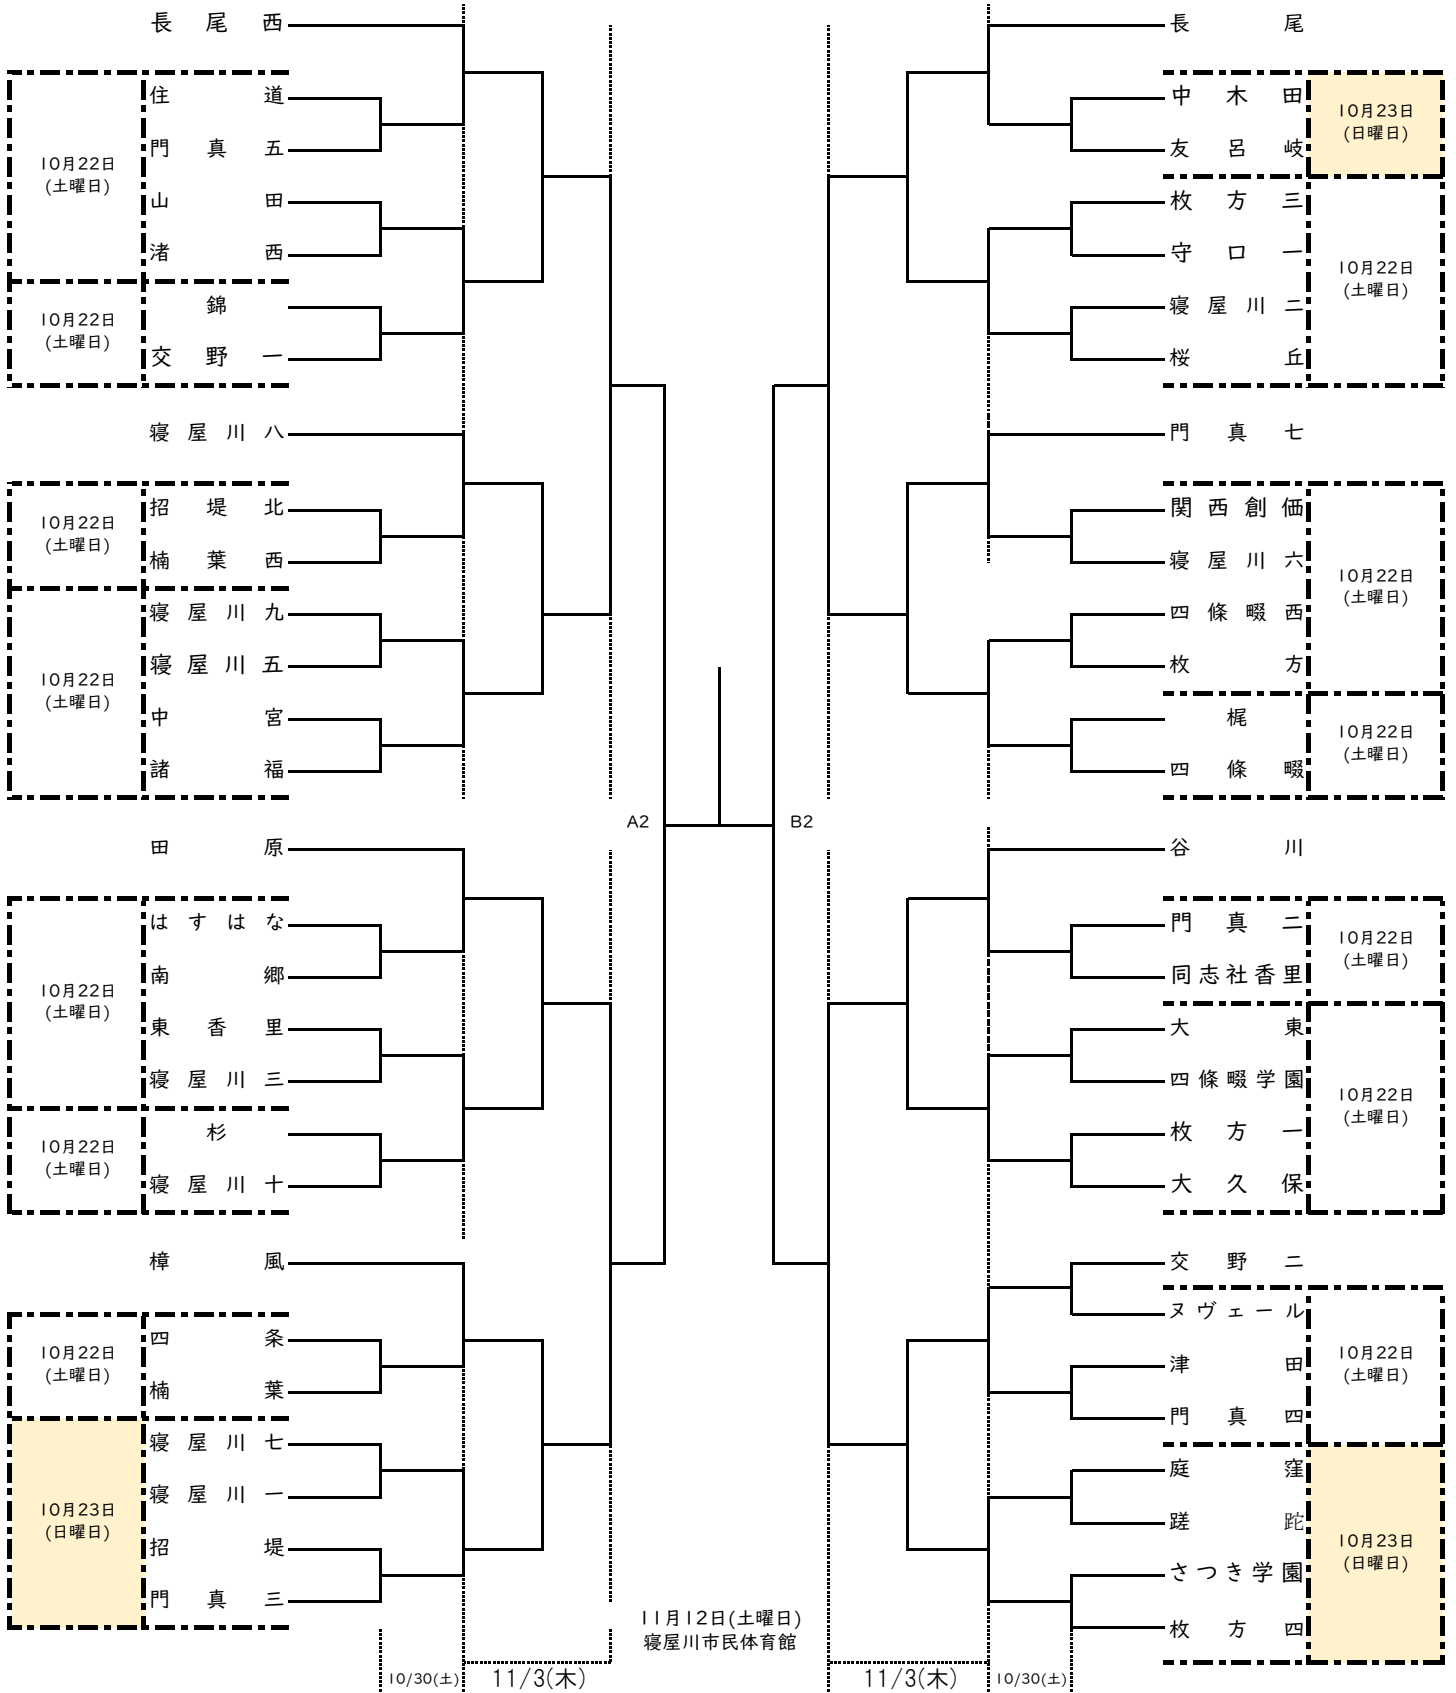 長尾西
10月22日
(土曜日)
住道
門真五
山田
渚西
10月22日
(土曜日)
錦
交野一
寝屋川八
10月22日
(土曜日)
招堤北
楠葉西
10月22日
(土曜日)
寝屋川九
寝屋川五
中宮
諸福
田原
10月22日
(土曜日)
はすはな
南郷
東香里
寝屋川三
10月22日
(土曜日)
杉
寝屋川十
樟風
10月22日
(土曜日)
四条
楠葉
10月23日
(日曜日)
寝屋川七
寝屋川一
招堤
門真三
10/30(土)
11/3(木)
A2
B2
11月12日(土曜日)
寝屋川市民体育館
長尾
中木田
友呂岐
10月23日
(日曜日)
枚方三
守口一
寝屋川二
桜丘
10月22日
(土曜日)
門真七
関西創価
寝屋川六
四條畷西
枚方
10月22日
(土曜日)
梶
四條畷
10月22日
(土曜日)
谷川
門真二
同志社香里
10月22日
(土曜日)
大東
四條畷学園
枚方一
大久保
10月22日
(土曜日)
交野二
ヌヴェール
津田
門真四
10月22日
(土曜日)
庭窪
蹉跎
さつき学園
枚方四
10月23日
(日曜日)
11/3(木)
10/30(土)